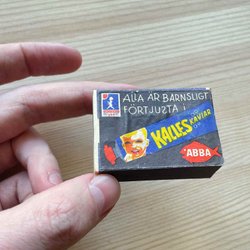 ALLA ÄR BARNSLIGT
FÖRTJUSTA I
KALLES KAVIAR
ABBA